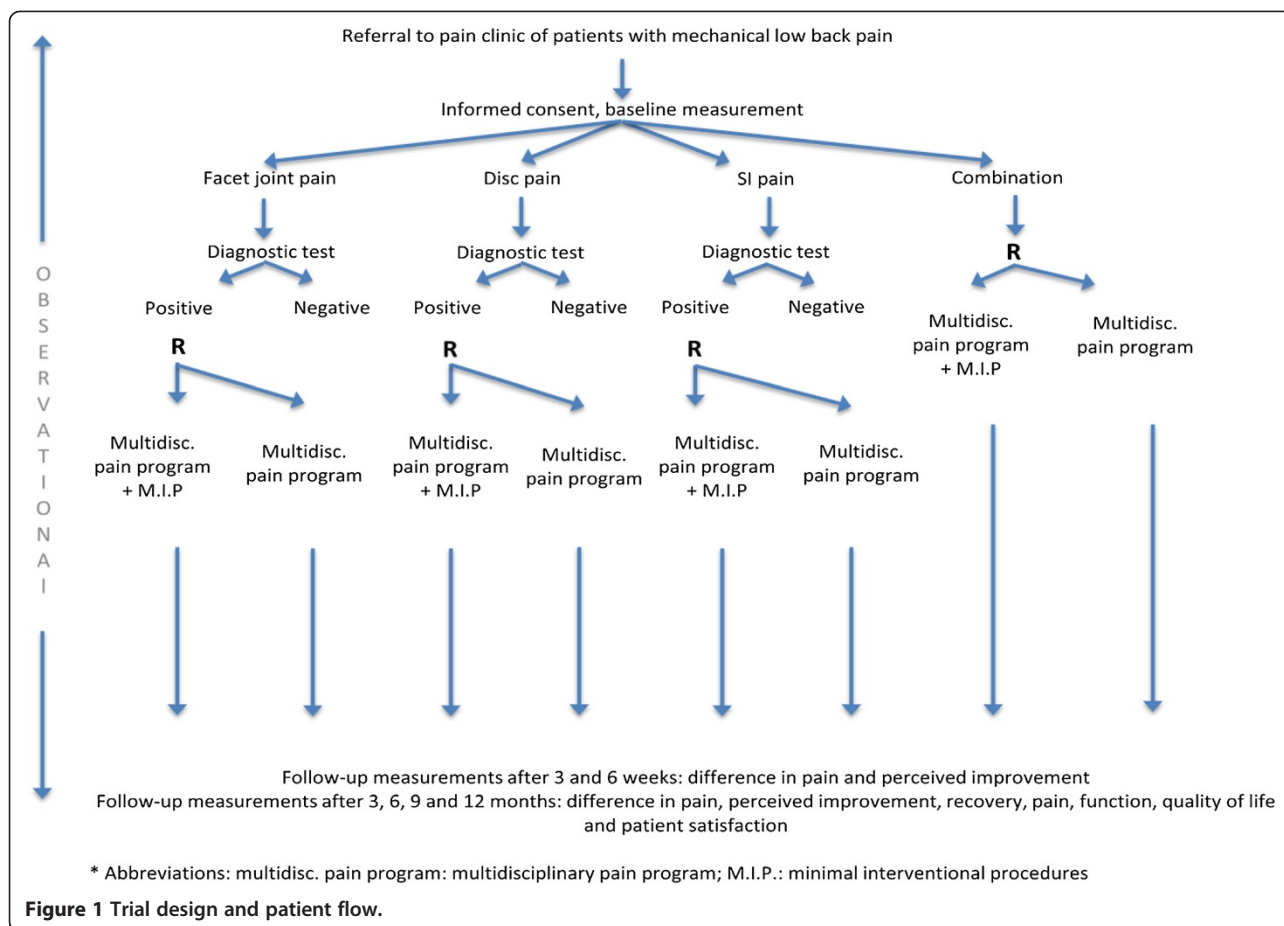 Referral to pain clinic of patients with mechanical low back pain
Informed consent, baseline measurement
Facet joint pain
Disc pain
SI pain
Combination
Diagnostic test
Diagnostic test
Diagnostic test
R
Positive
Negative
Positive
Negative
Positive
Negative
R
R
R
Multidisc.
pain program
+ M.I.P
Multidisc.
pain program
Multidisc.
pain program
+ M.I.P
Multidisc.
pain program
Multidisc.
pain program
+ M.I.P
Multidisc.
pain program
Multidisc.
pain program
+ M.I.P
Multidisc.
pain program
OBSERVATIONAl
Follow-up measurements after 3 and 6 weeks: difference in pain and perceived improvement
Follow-up measurements after 3, 6, 9 and 12 months: difference in pain, perceived improvement, recovery, pain, function, quality of life
and patient satisfaction
* Abbreviations: multidisc. pain program: multidisciplinary pain program; M.I.P.: minimal interventional procedures
Figure 1 Trial design and patient flow.